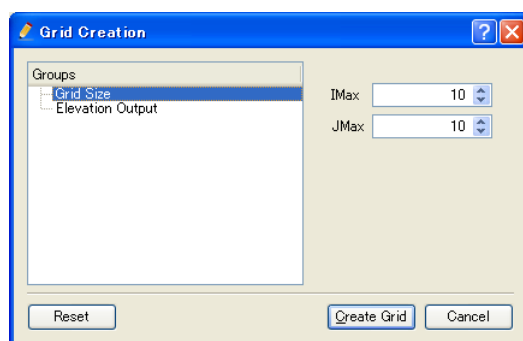 Grid Creation
Groups
Grid Size
Elevation Output
IMax 10
JMax 10
Reset
Create Grid
Cancel